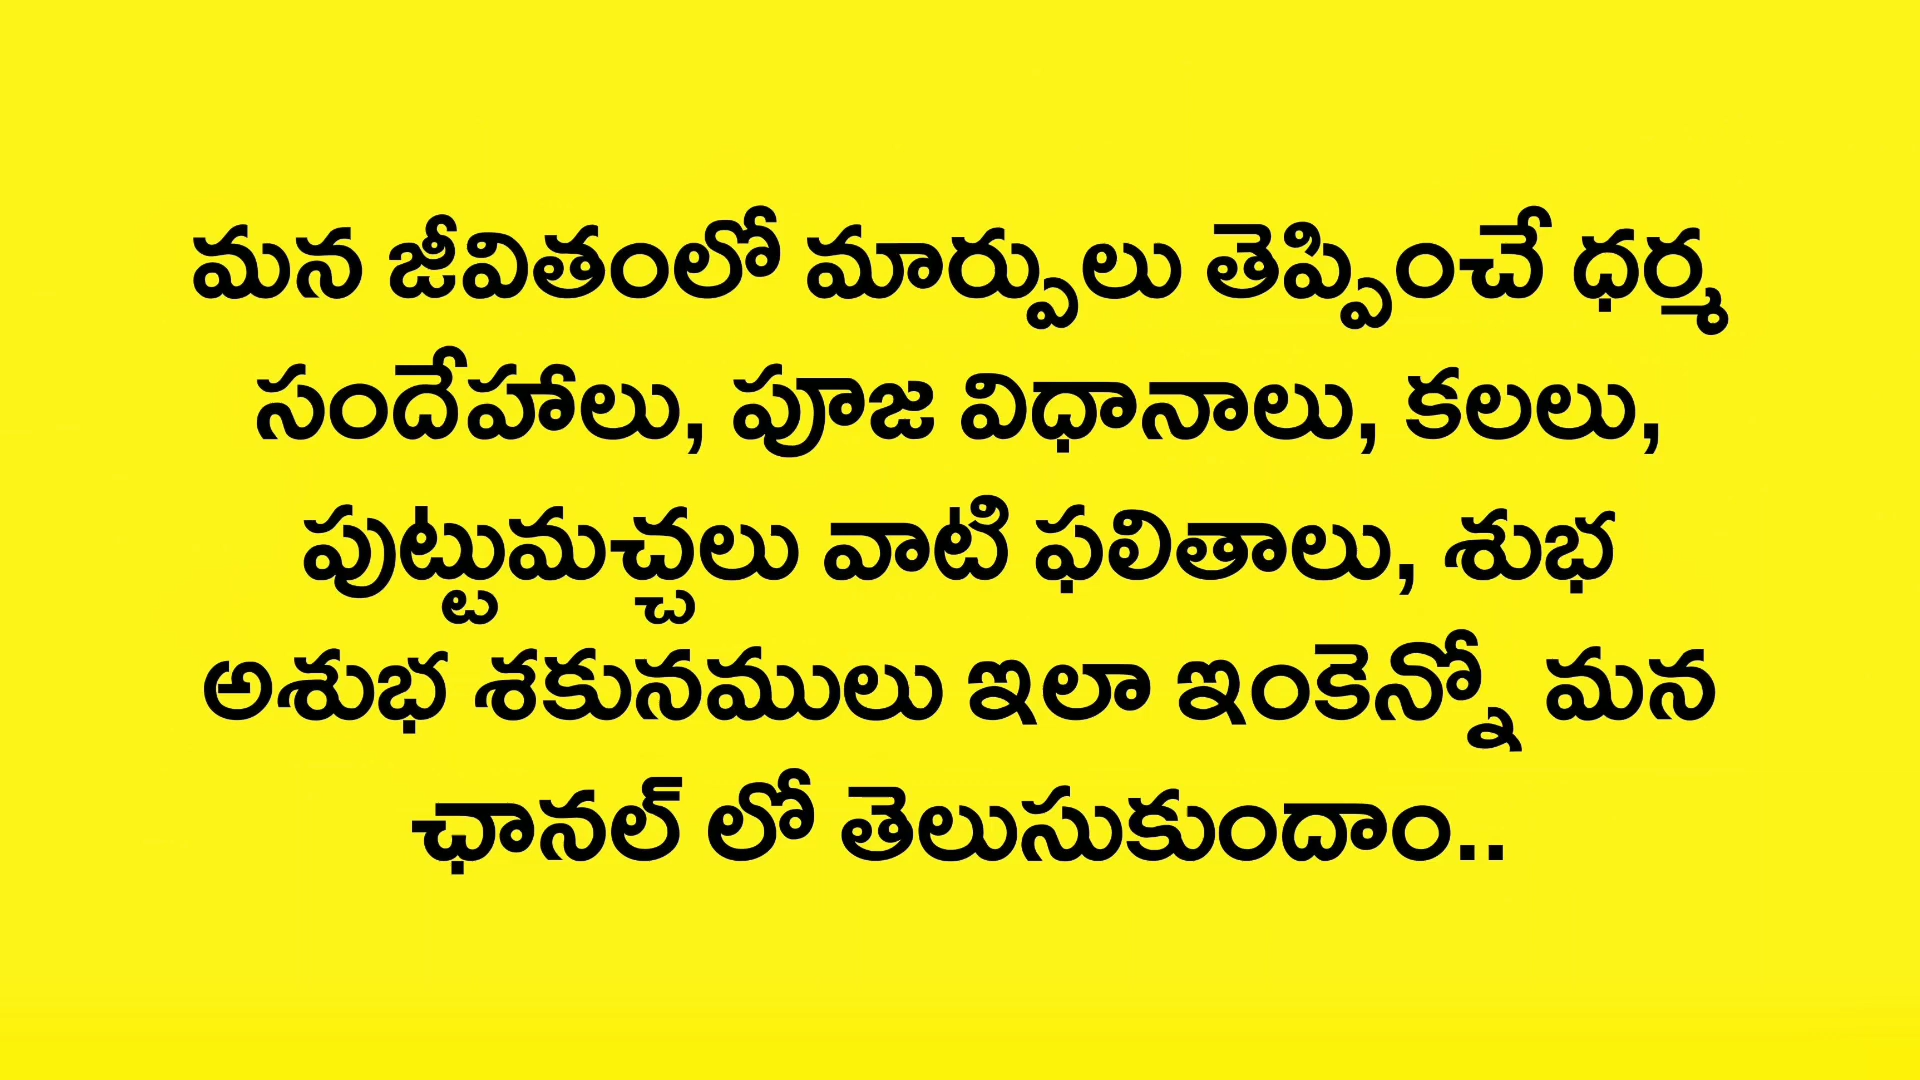 మన జీవితంలో మార్పులు తెప్పించే ధర్మ
సందేహాలు, పూజ విధానాలు, కలలు,
పుట్టుమచ్చలు వాటి ఫలితాలు, శుభ
అశుభ శకునములు ఇలా ఇంకెన్నో మన
ఛానల్ లో తెలుసుకుందాం..